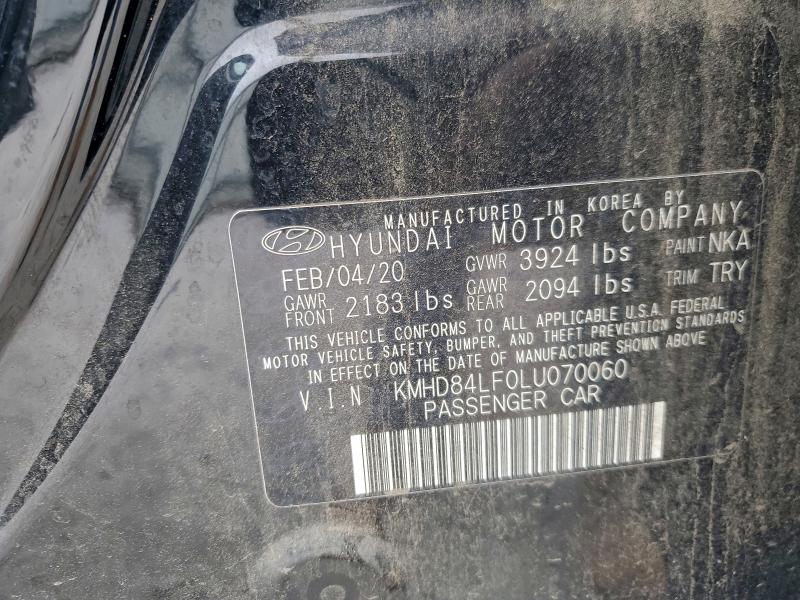 MANUFACTURED IN KOREA BY
HYUNDAI MOTOR COMPANY
FEB/04/20 GVWR 3924 lbs PAINT NKA
GAWR FRONT 2183 lbs GAWR REAR 2094 lbs TRIM TRY
THIS VEHICLE CONFORMS TO ALL APPLICABLE U.S.A. FEDERAL
MOTOR VEHICLE SAFETY, BUMPER, AND THEFT PREVENTION STANDARDS
IN EFFECT ON THE DATE OF MANUFACTURE SHOWN ABOVE
V.I.N KMHD84LF0LU070060
PASSENGER CAR